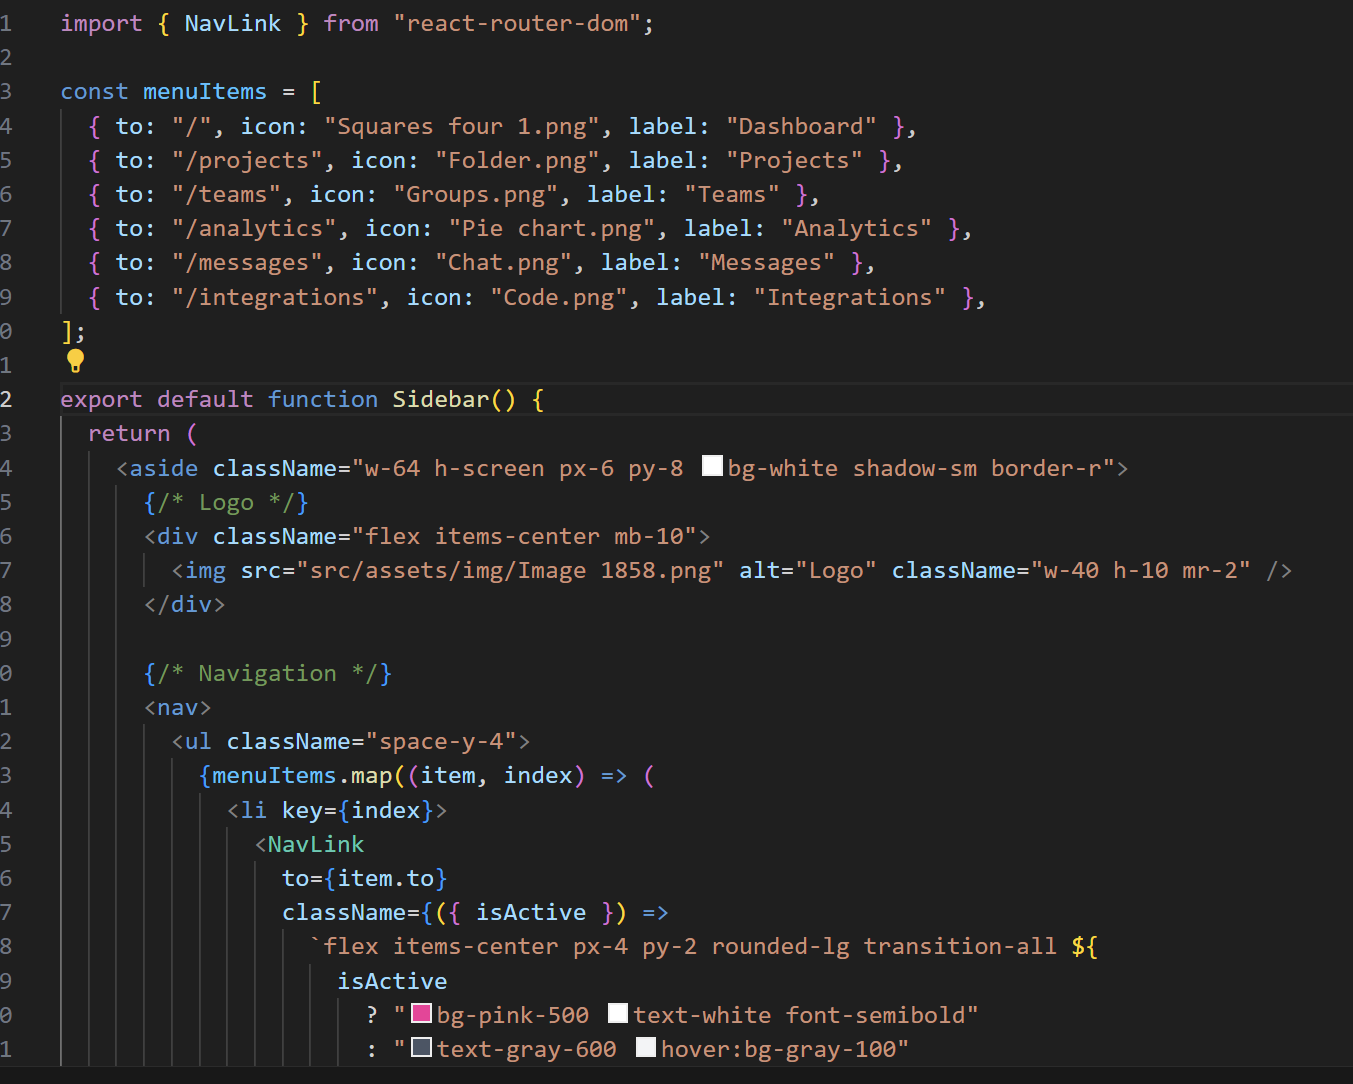 1 import { NavLink } from "react-router-dom";
2
3 const menuItems = [
4 { to: "/", icon: "Squares four 1.png", label: "Dashboard" },
5 { to: "/projects", icon: "Folder.png", label: "Projects" },
6 { to: "/teams", icon: "Groups.png", label: "Teams" },
7 { to: "/analytics", icon: "Pie chart.png", label: "Analytics" },
8 { to: "/messages", icon: "Chat.png", label: "Messages" },
9 { to: "/integrations", icon: "Code.png", label: "Integrations" },
0 ];
1
2 export default function Sidebar() {
3 return (
4 <aside className="w-64 h-screen px-6 py-8 bg-white shadow-sm border-r">
5 {/* Logo */}
6 <div className="flex items-center mb-10">
7 <img src="src/assets/img/Image 1858.png" alt="Logo" className="w-40 h-10 mr-2" />
8 </div>
9
0 {/* Navigation */}
1 <nav>
2 <ul className="space-y-4">
3 {menuItems.map((item, index) => (
4 <li key={index}>
5 <NavLink
6 to={item.to}
7 className={({ isActive }) =>
8 `flex items-center px-4 py-2 rounded-lg transition-all ${
9 isActive
0 ? "bg-pink-500 text-white font-semibold"
1 : "text-gray-600 hover:bg-gray-100"